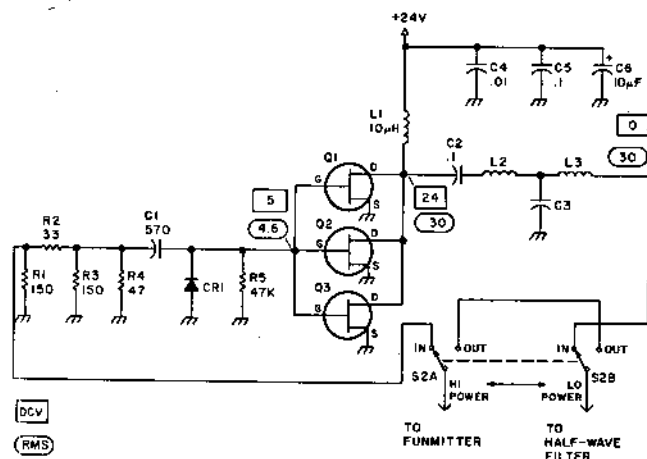 +24V
C4
.01
C5
.1
+
C6
10µF
L1
10µH
0
30
C2
.1
L2
L3
Q1
D
G
S
5
4.6
24
30
C3
R2
33
C1
570
Q2
D
G
S
R1
150
R3
150
R4
47
CR1
R5
47K
Q3
D
G
S
IN
OUT
IN
OUT
S2A
S2B
HI
POWER
LO
POWER
DCV
RMS
TO
FUNMITTER
TO
HALF-WAVE
FILTER